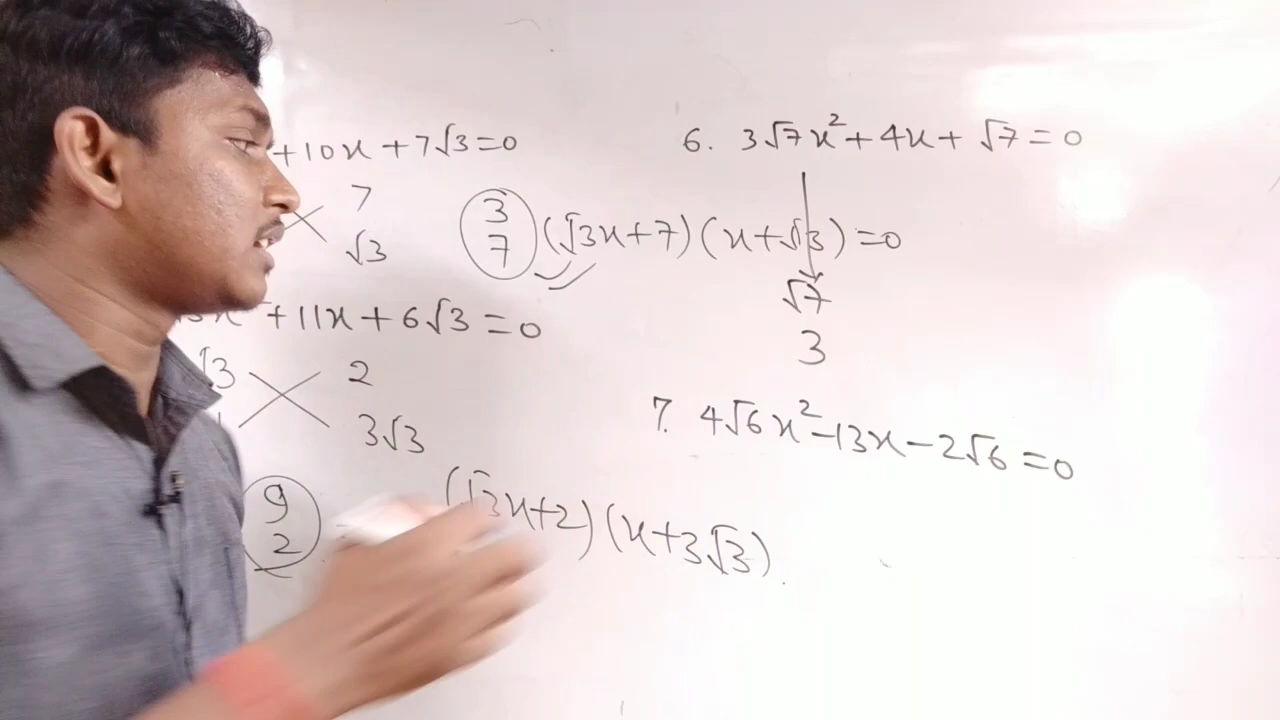 +10x+7√3=0
7
√3
3
7
(√3x+7)(x+√3)=0
+11x+6√3=0
√3
2
3√3
9
2
(√3x+2)(x+3√3)
6. 3√7x²+4x+√7=0
√7
3
7. 4√6x²-13x-2√6=0